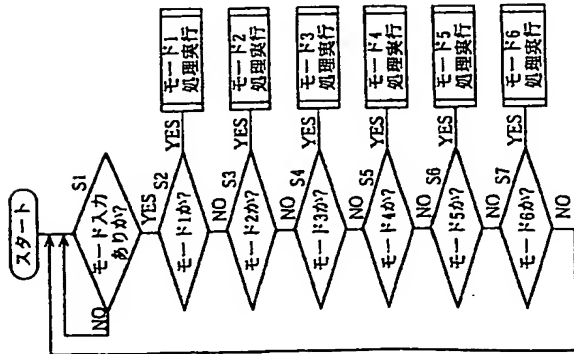 スタート
モード入力
ありか?
S1
NO
YES
モード1か?
S2
YES
モード1
処理実行
NO
モード2か?
S3
YES
モード2
処理実行
NO
モード3か?
S4
YES
モード3
処理実行
NO
モード4か?
S5
YES
モード4
処理実行
NO
モード5か?
S6
YES
モード5
処理実行
NO
モード6か?
S7
YES
モード6
処理実行
NO